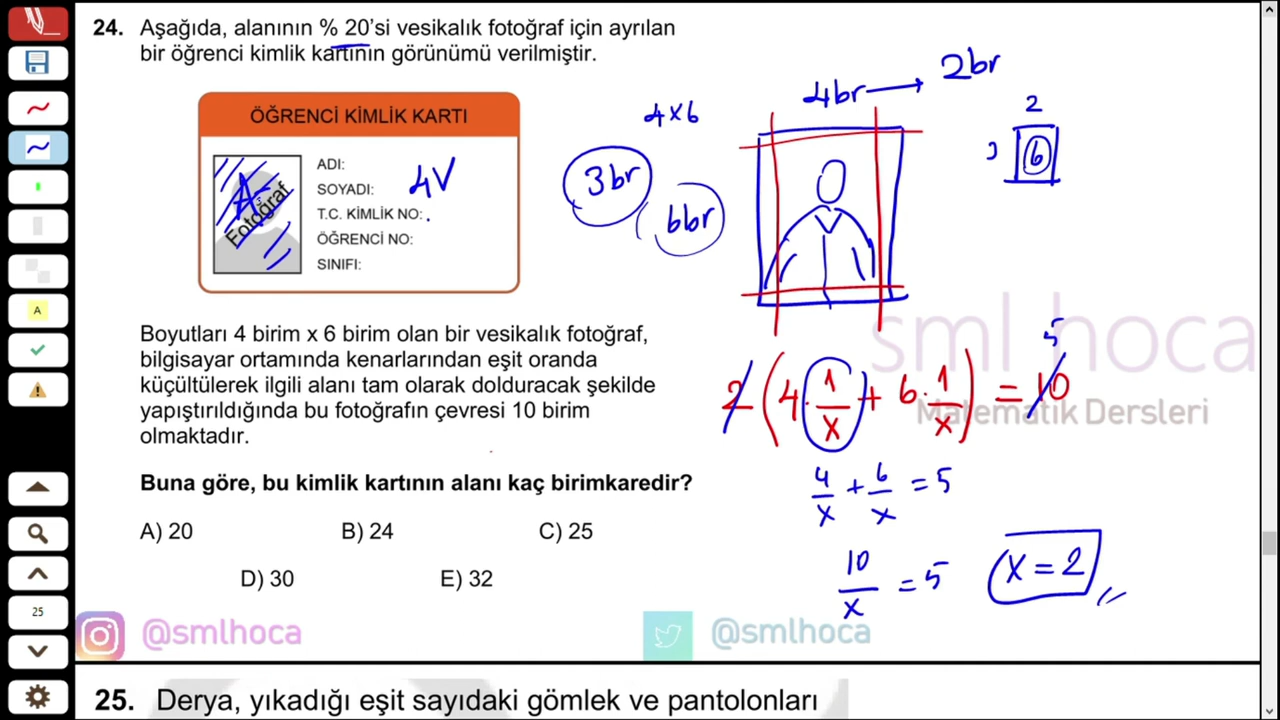 24. Aşağıda, alanının % 20'si vesikalık fotoğraf için ayrılan
bir öğrenci kimlik kartının görünümü verilmiştir.
ÖĞRENCİ KİMLİK KARTI
ADI:
SOYADI:
T.C. KİMLİK NO:
ÖĞRENCİ NO:
SINIFI:
Fotoğraf
A
4V
4x6
3br
6br
4br → 2br
2
3
6
Boyutları 4 birim x 6 birim olan bir vesikalık fotoğraf,
bilgisayar ortamında kenarlarından eşit oranda
küçültülerek ilgili alanı tam olarak dolduracak şekilde
yapıştırıldığında bu fotoğrafın çevresi 10 birim
olmaktadır.
Buna göre, bu kimlik kartının alanı kaç birimkaredir?
A) 20 B) 24 C) 25
D) 30 E) 32
sml hoca
Matematik Dersleri
2(4·1/x + 6·1/x) = 10
5
4/x + 6/x = 5
10/x = 5
x = 2
@smlhoca @smlhoca
25. Derya, yıkadığı eşit sayıdaki gömlek ve pantolonları
A
25